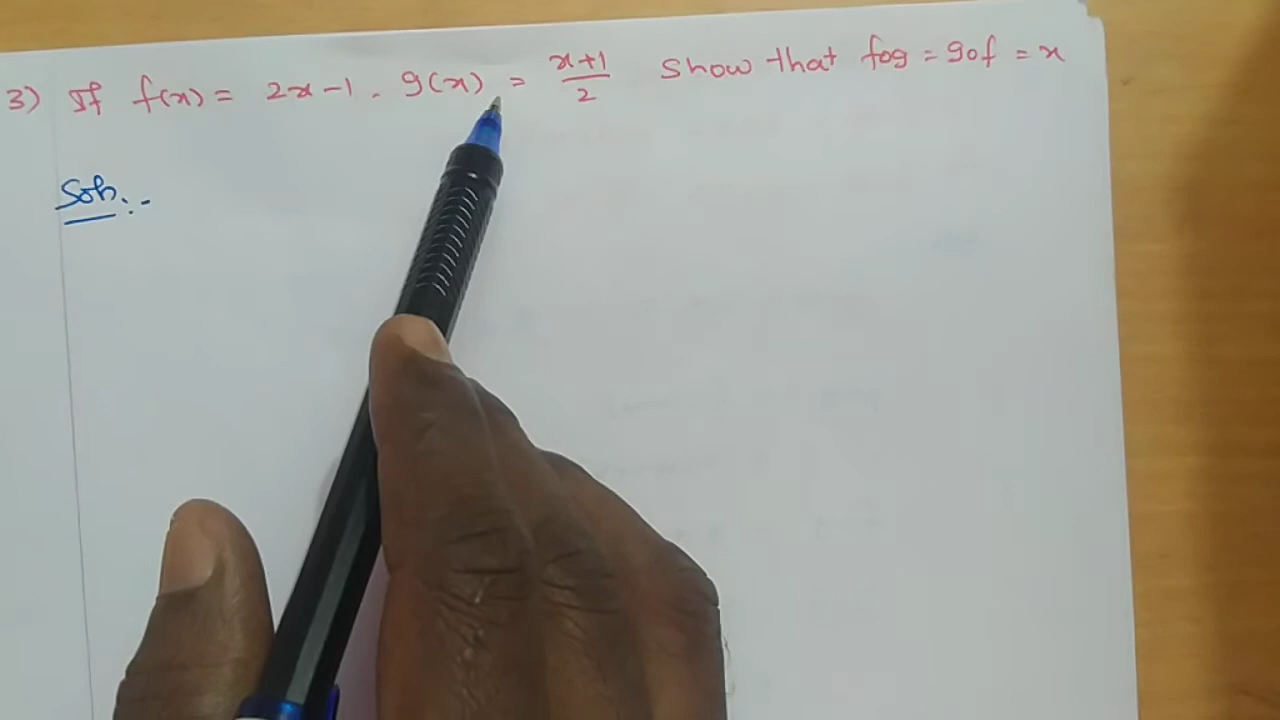 3) If f(x) = 2x-1. g(x) = x+1/2 show that fog = gof = x
Soln:-